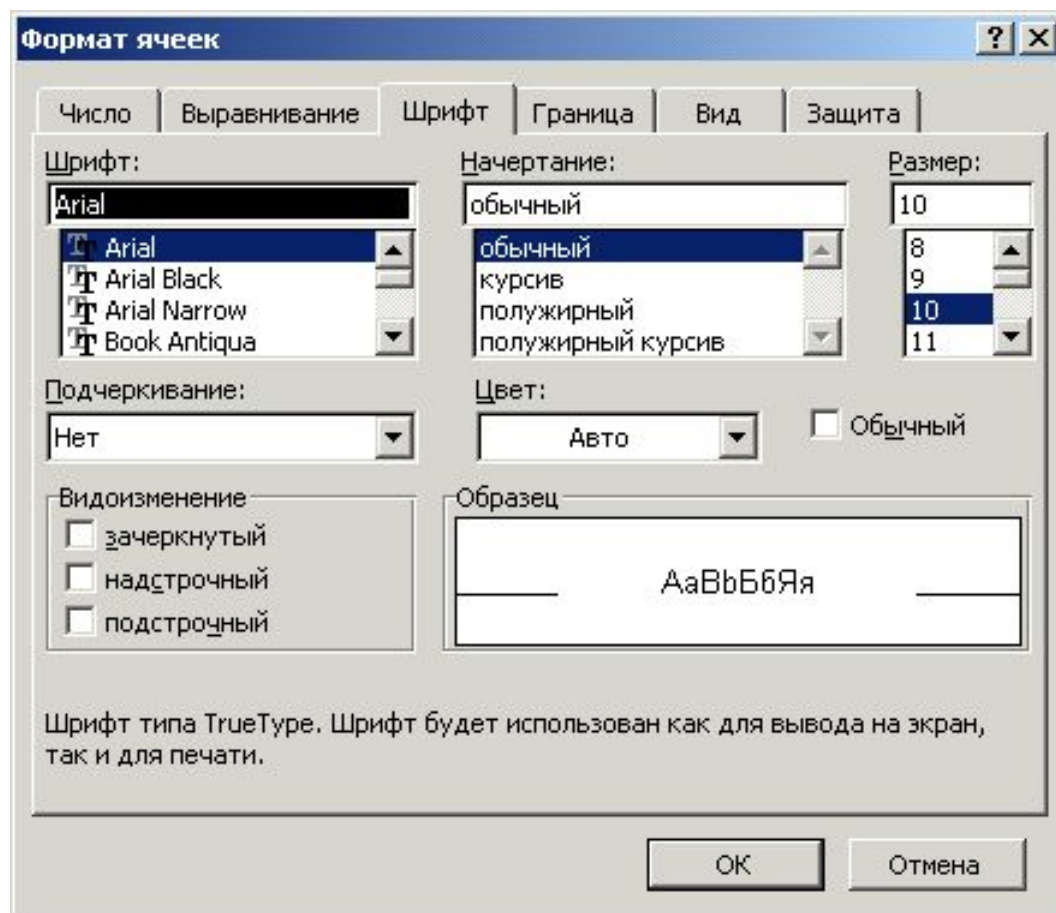 Формат ячеек
Число Выравнивание Шрифт Граница Вид Защита
Шрифт: Начертание: Размер:
Arial обычный 10
Arial обычный 8
Arial Black курсив 9
Arial Narrow полужирный 10
Book Antiqua полужирный курсив 11
Подчеркивание: Цвет:
Нет Авто Обычный
Видоизменение Образец
зачеркнутый
надстрочный АаВbБбЯя
подстрочный
Шрифт типа TrueType. Шрифт будет использован как для вывода на экран,
так и для печати.
ОК Отмена